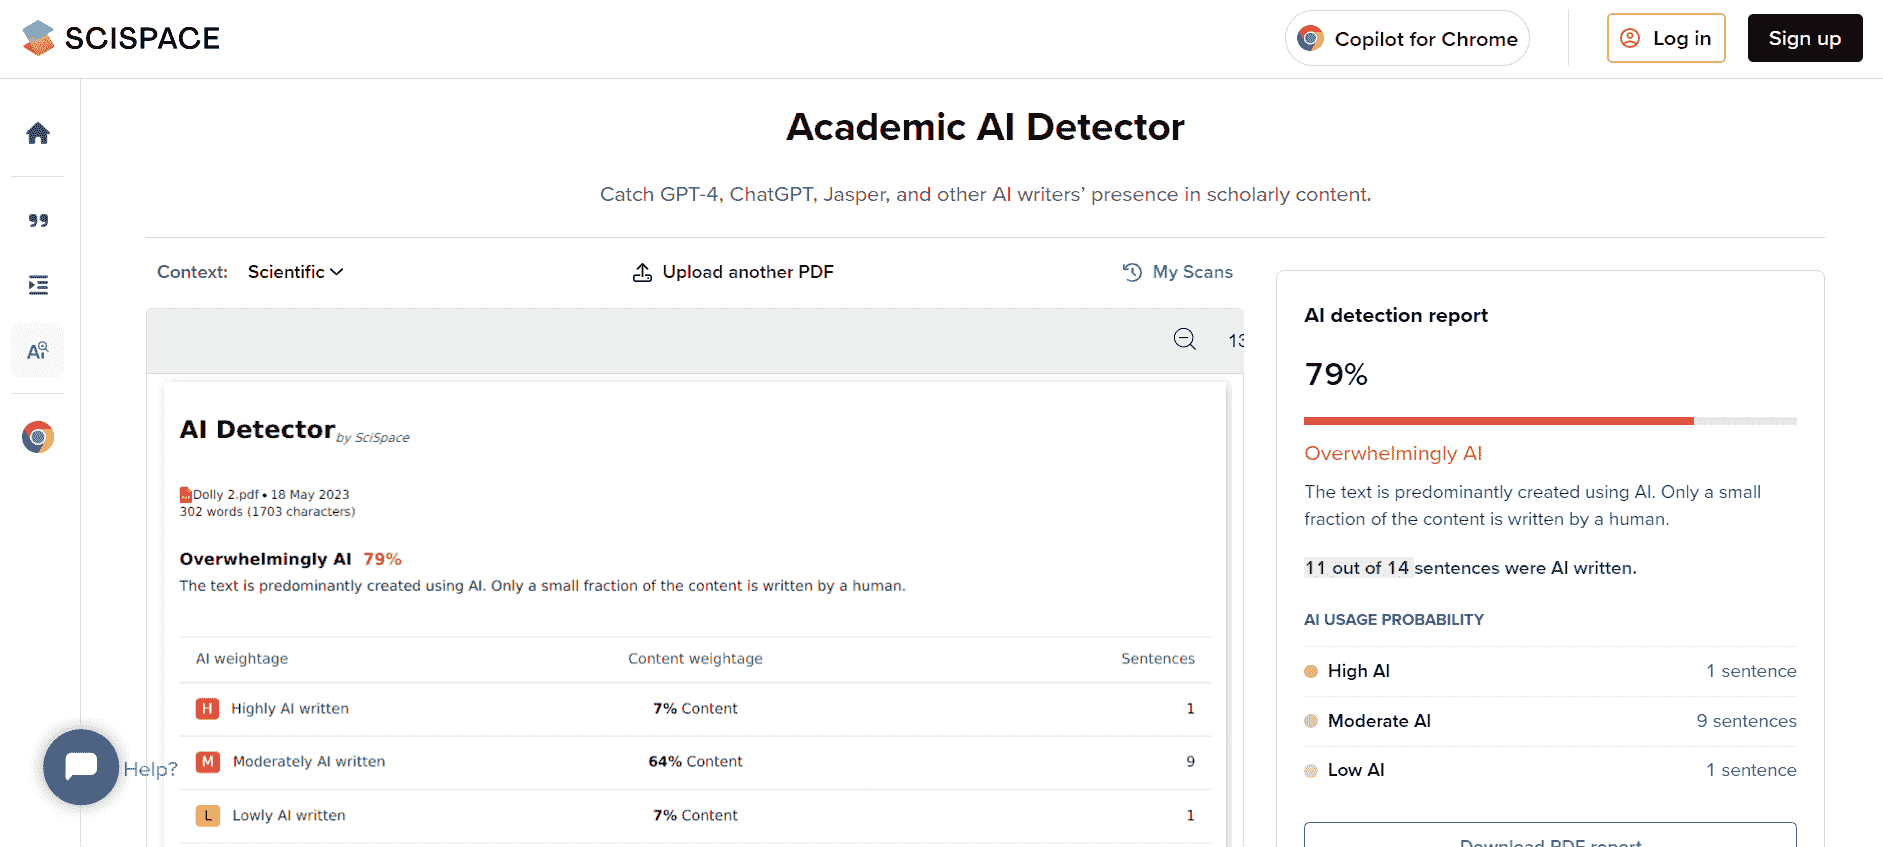 SCISPACE
Copilot for Chrome
Log in
Sign up
Academic AI Detector
Catch GPT-4, ChatGPT, Jasper, and other AI writers’ presence in scholarly content.
Context: Scientific
Upload another PDF
My Scans
13
AI Detector by SciSpace
Dolly 2.pdf • 18 May 2023
302 words (1703 characters)
Overwhelmingly AI 79%
The text is predominantly created using AI. Only a small fraction of the content is written by a human.
AI weightage Content weightage Sentences
H Highly AI written 7% Content 1
M Moderately AI written 64% Content 9
L Lowly AI written 7% Content 1
Help?
AI detection report
79%
Overwhelmingly AI
The text is predominantly created using AI. Only a small
fraction of the content is written by a human.
11 out of 14 sentences were AI written.
AI USAGE PROBABILITY
High AI 1 sentence
Moderate AI 9 sentences
Low AI 1 sentence
Download PDF report